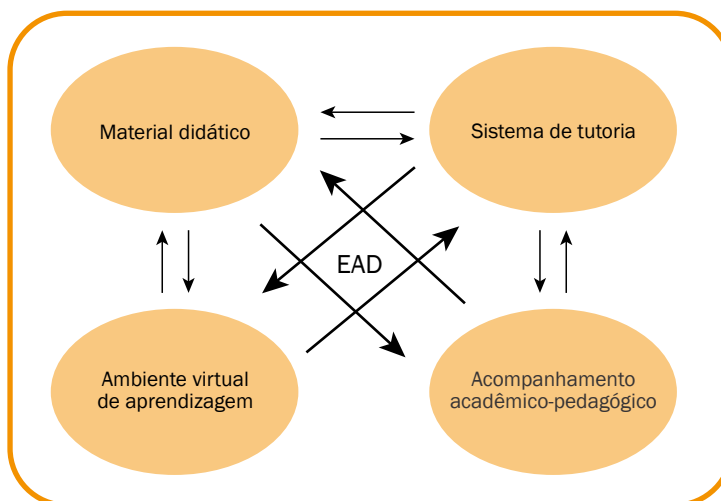 Material didático
Sistema de tutoria
EAD
Ambiente virtual
de aprendizagem
Acompanhamento
acadêmico-pedagógico